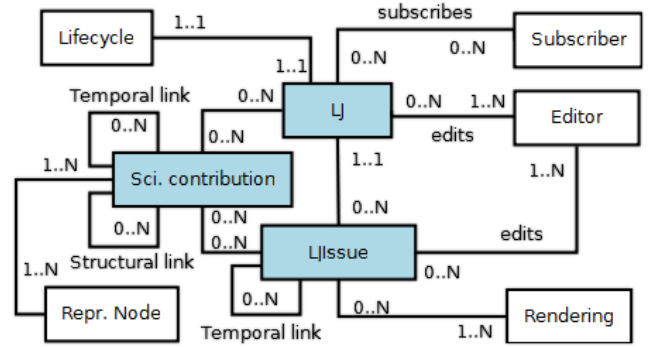 subscribes
Lifecycle
1..1
Subscriber
0..N
0..N
1..1
Temporal link
0..N
LJ
0..N
1..N
Editor
0..N
0..N
edits
1..N
1..1
1..N
Sci. contribution
0..N
0..N
0..N
0..N
LJIssue
edits
1..N
Structural link
0..N
0..N
0..N
Repr. Node
Rendering
Temporal link
1..N